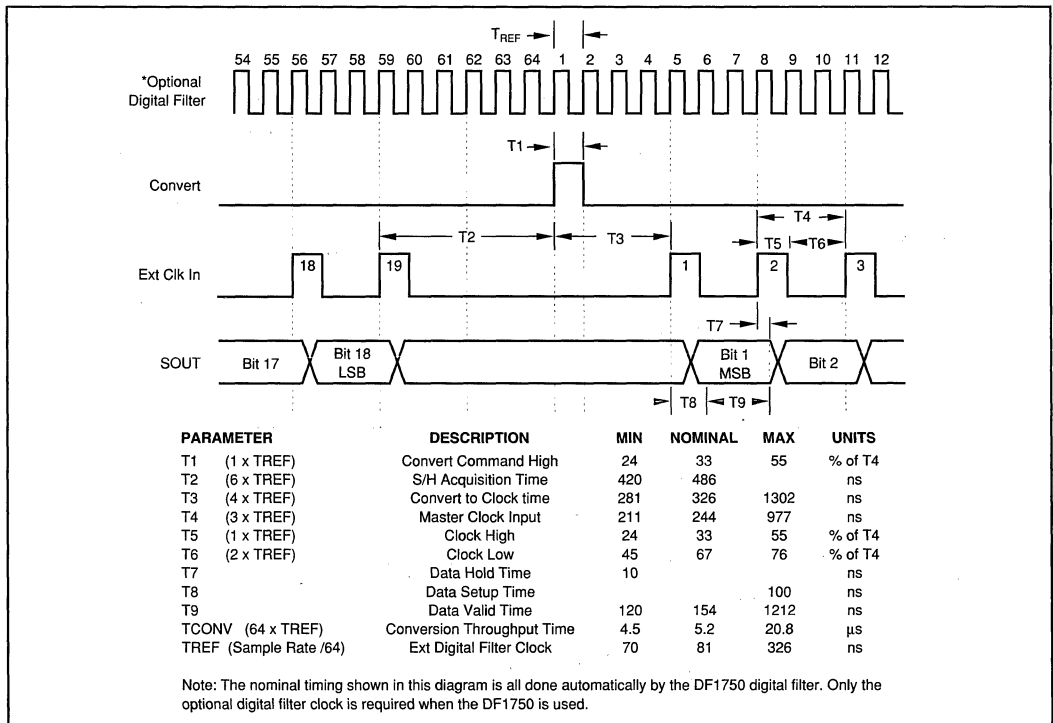 TREF
54 55 56 57 58 59 60 61 62 63 64 1 2 3 4 5 6 7 8 9 10 11 12
*Optional
Digital Filter
T1
Convert
T4
T2 T3 T5 T6
Ext Clk In
18 19 1 2 3
T7
SOUT
Bit 17
Bit 18
LSB
Bit 1
MSB
Bit 2
T8 T9
PARAMETER DESCRIPTION MIN NOMINAL MAX UNITS
T1 (1 x TREF) Convert Command High 24 33 55 % of T4
T2 (6 x TREF) S/H Acquisition Time 420 486 ns
T3 (4 x TREF) Convert to Clock time 281 326 1302 ns
T4 (3 x TREF) Master Clock Input 211 244 977 ns
T5 (1 x TREF) Clock High 24 33 55 % of T4
T6 (2 x TREF) Clock Low 45 67 76 % of T4
T7 Data Hold Time 10 ns
T8 Data Setup Time 100 ns
T9 Data Valid Time 120 154 1212 ns
TCONV (64 x TREF) Conversion Throughput Time 4.5 5.2 20.8 µs
TREF (Sample Rate /64) Ext Digital Filter Clock 70 81 326 ns
Note: The nominal timing shown in this diagram is all done automatically by the DF1750 digital filter. Only the
optional digital filter clock is required when the DF1750 is used.